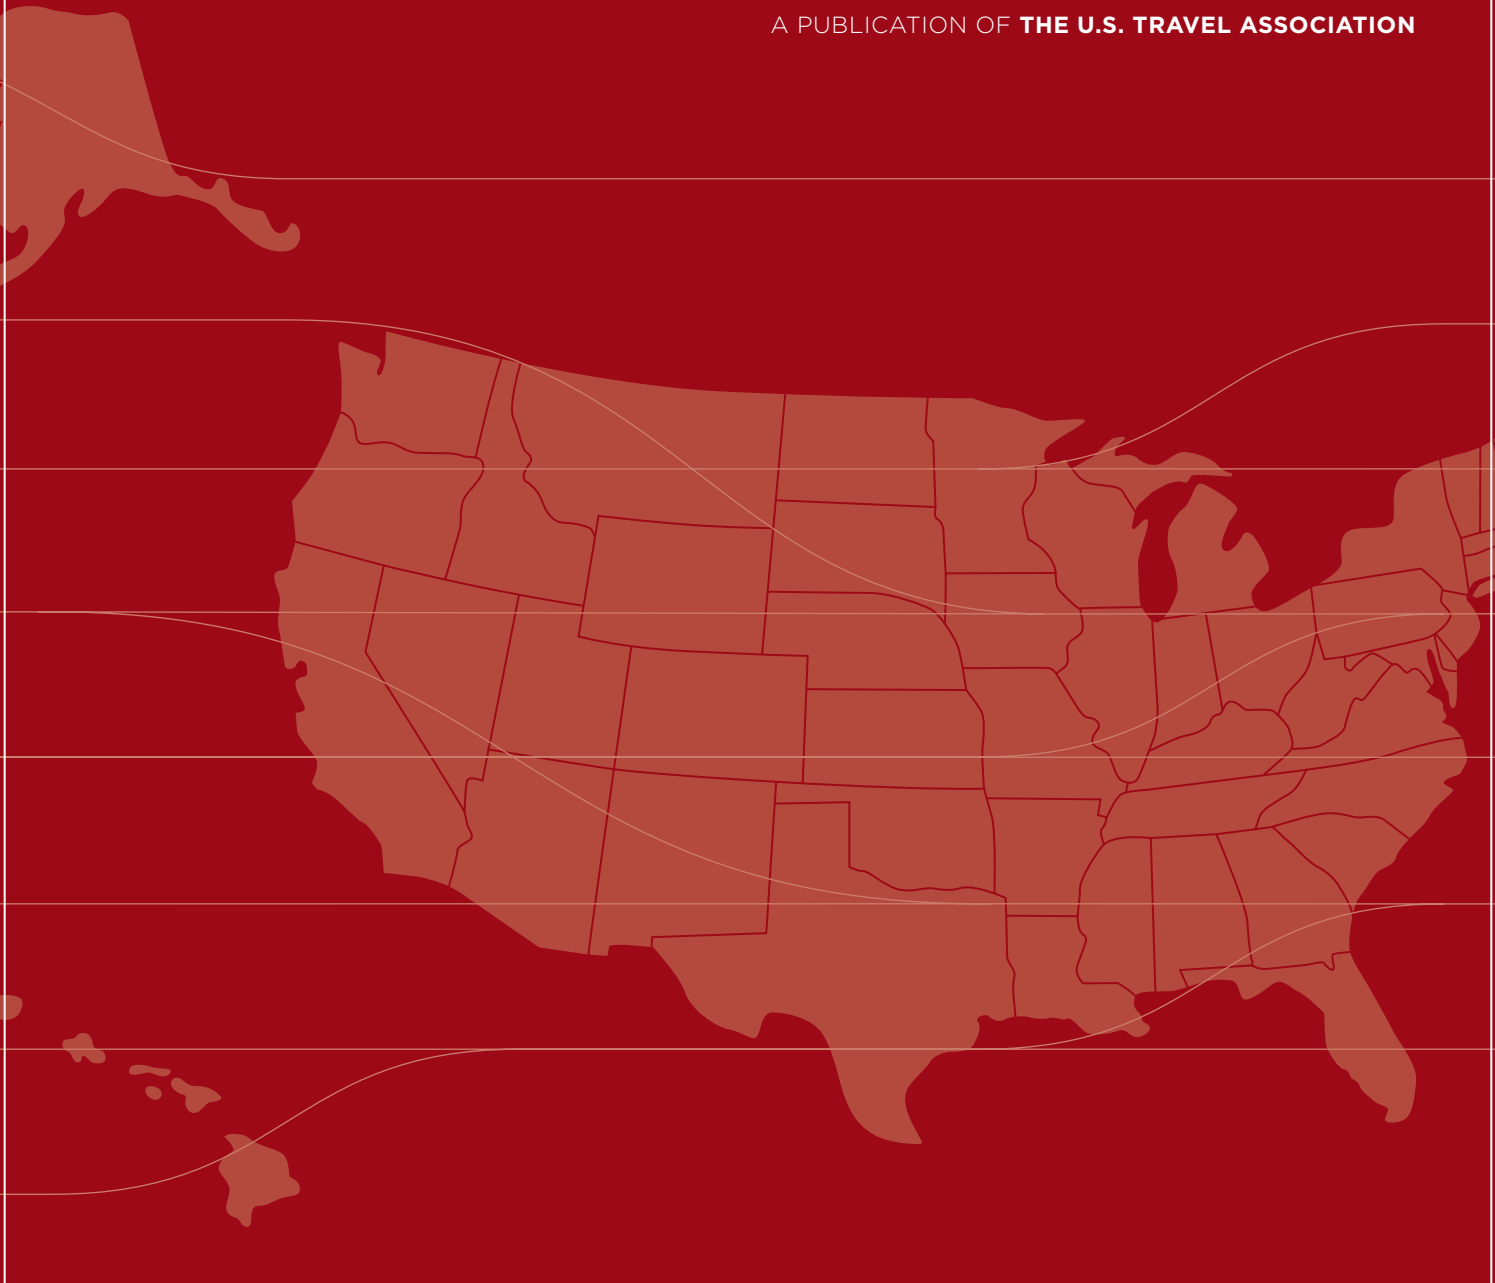 A PUBLICATION OF THE U.S. TRAVEL ASSOCIATION